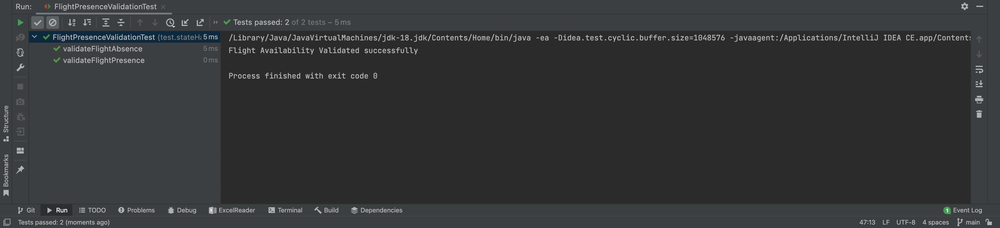 Run: FlightPresenceValidationTest
Tests passed: 2 of 2 tests – 5 ms
FlightPresenceValidationTest (test.stateHa 5 ms
validateFlightAbsence 5 ms
validateFlightPresence 0 ms
/Library/Java/JavaVirtualMachines/jdk-18.jdk/Contents/Home/bin/java -ea -Didea.test.cyclic.buffer.size=1048576 -javaagent:/Applications/IntelliJ IDEA CE.app/Contents
Flight Availability Validated successfully
Process finished with exit code 0
Structure
Bookmarks
Git Run TODO Problems Debug ExcelReader Terminal Build Dependencies 1 Event Log
Tests passed: 2 (moments ago) 47:13 LF UTF-8 4 spaces main